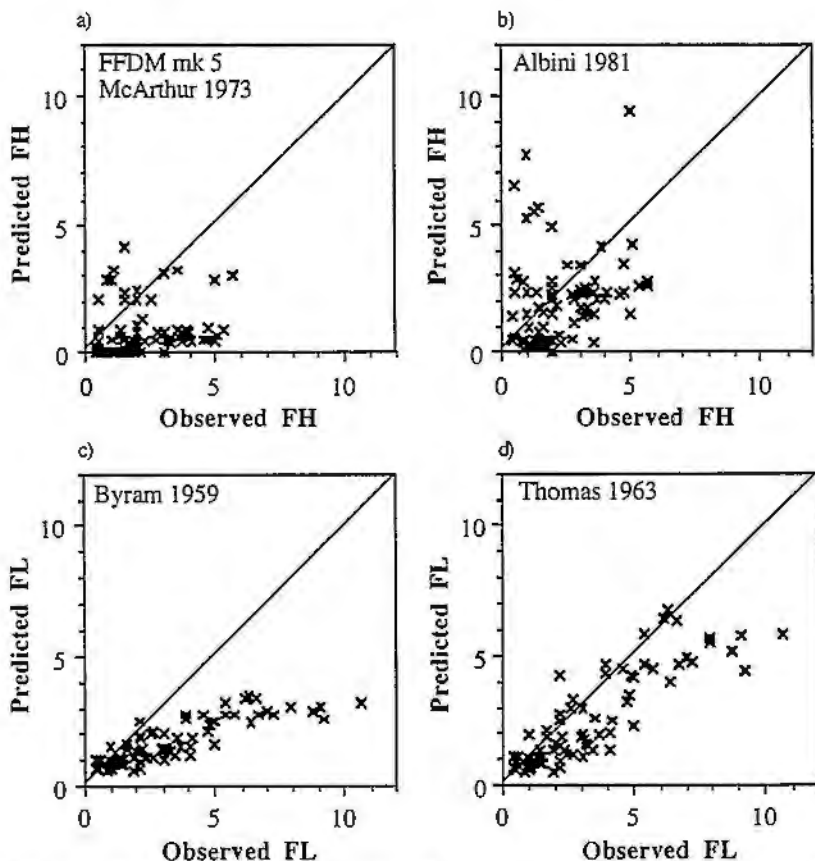 a)
FFDM mk 5
McArthur 1973
10
5
0
Predicted FH
0 5 10
Observed FH
b)
Albini 1981
10
5
0
Predicted FH
0 5 10
Observed FH
c)
Byram 1959
10
5
0
Predicted FL
0 5 10
Observed FL
d)
Thomas 1963
10
5
0
Predicted FL
0 5 10
Observed FL